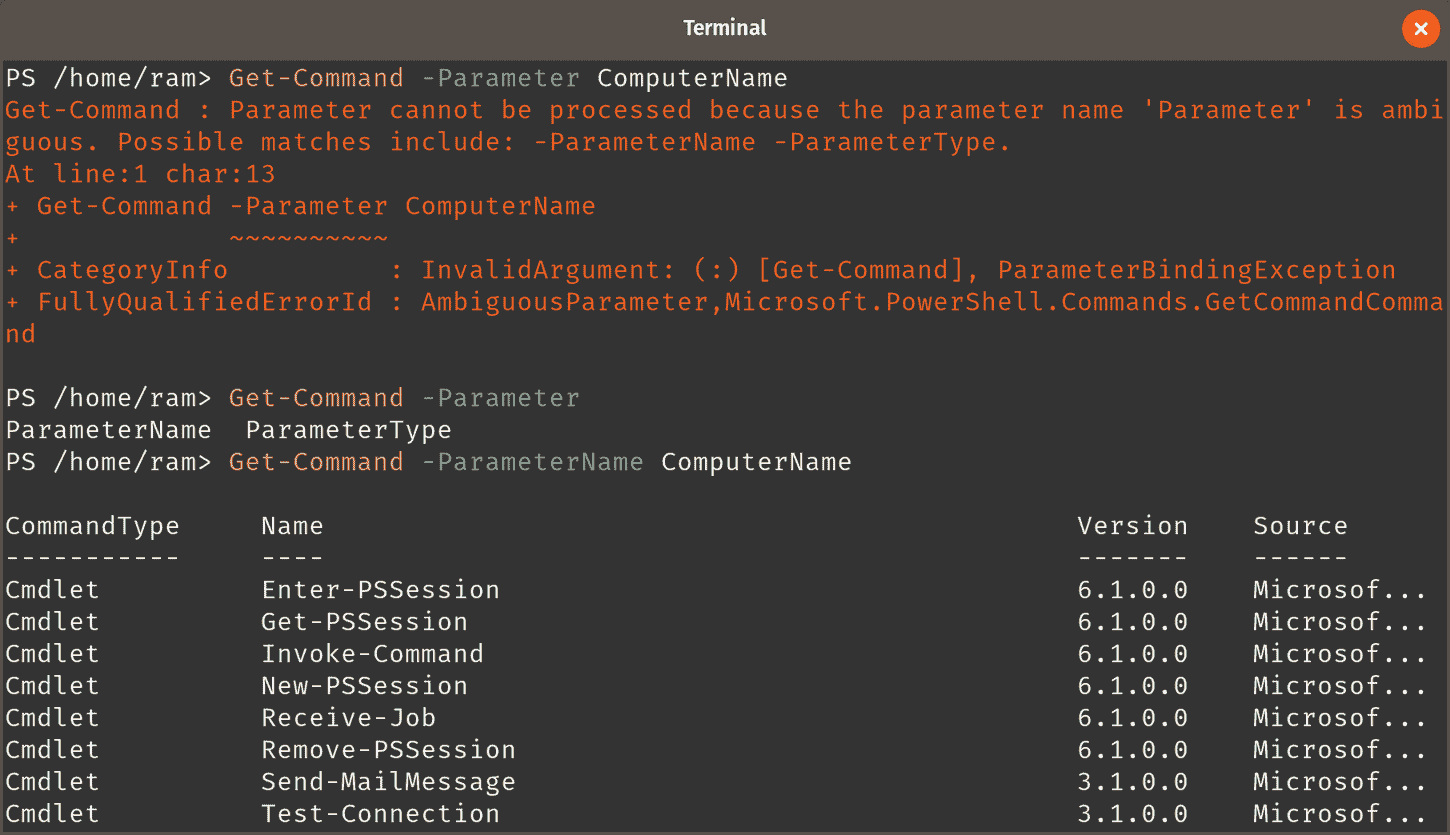 Terminal
PS /home/ram> Get-Command -Parameter ComputerName
Get-Command : Parameter cannot be processed because the parameter name 'Parameter' is ambi
guous. Possible matches include: -ParameterName -ParameterType.
At line:1 char:13
+ Get-Command -Parameter ComputerName
+             ~~~~~~~~~~
+ CategoryInfo          : InvalidArgument: (:) [Get-Command], ParameterBindingException
+ FullyQualifiedErrorId : AmbiguousParameter,Microsoft.PowerShell.Commands.GetCommandComma
nd
PS /home/ram> Get-Command -Parameter
ParameterName  ParameterType
PS /home/ram> Get-Command -ParameterName ComputerName
CommandType     Name                                               Version    Source
-----------     ----                                               -------    ------
Cmdlet          Enter-PSSession                                    6.1.0.0    Microsof...
Cmdlet          Get-PSSession                                      6.1.0.0    Microsof...
Cmdlet          Invoke-Command                                     6.1.0.0    Microsof...
Cmdlet          New-PSSession                                      6.1.0.0    Microsof...
Cmdlet          Receive-Job                                        6.1.0.0    Microsof...
Cmdlet          Remove-PSSession                                   6.1.0.0    Microsof...
Cmdlet          Send-MailMessage                                   3.1.0.0    Microsof...
Cmdlet          Test-Connection                                    3.1.0.0    Microsof...